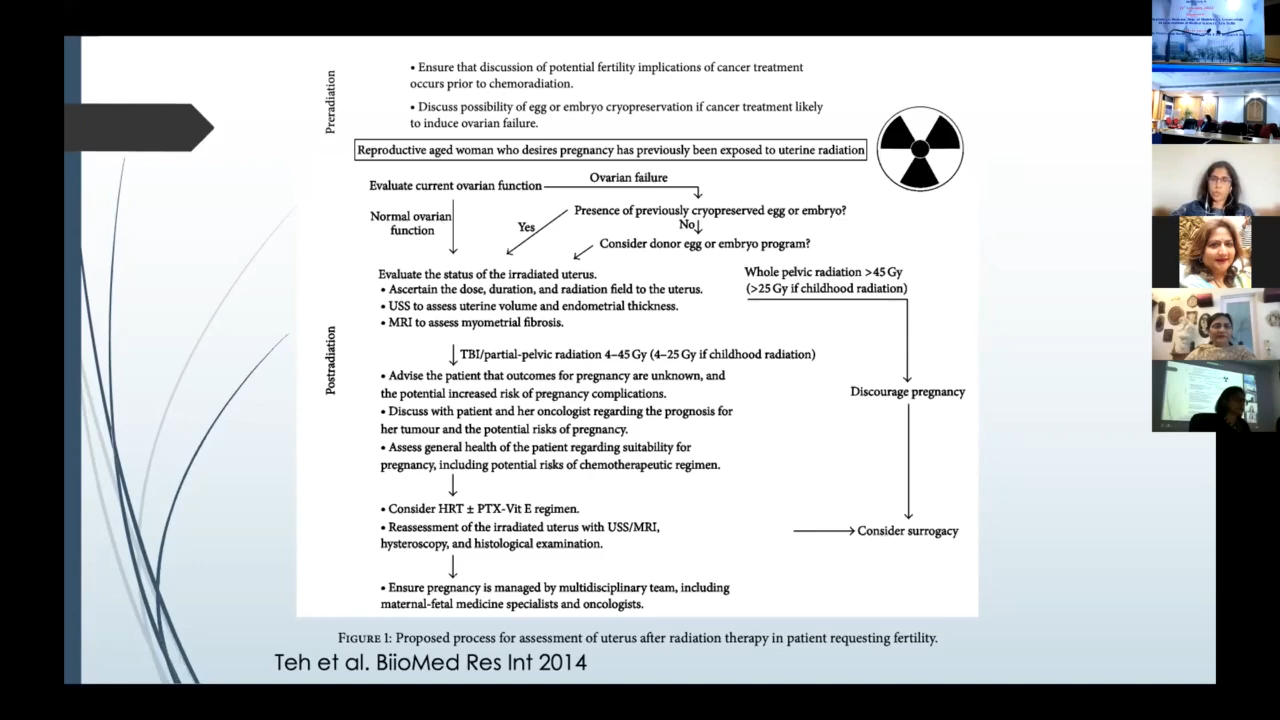 Preradiation
• Ensure that discussion of potential fertility implications of cancer treatment
occurs prior to chemoradiation.
• Discuss possibility of egg or embryo cryopreservation if cancer treatment likely
to induce ovarian failure.
Reproductive aged woman who desires pregnancy has previously been exposed to uterine radiation
Ovarian failure
Evaluate current ovarian function
Presence of previously cryopreserved egg or embryo?
Normal ovarian
function
Yes
No
Consider donor egg or embryo program?
Postradiation
Evaluate the status of the irradiated uterus.
• Ascertain the dose, duration, and radiation field to the uterus.
• USS to assess uterine volume and endometrial thickness.
• MRI to assess myometrial fibrosis.
Whole pelvic radiation >45 Gy
(>25 Gy if childhood radiation)
TBI/partial-pelvic radiation 4–45 Gy (4–25 Gy if childhood radiation)
• Advise the patient that outcomes for pregnancy are unknown, and
the potential increased risk of pregnancy complications.
• Discuss with patient and her oncologist regarding the prognosis for
her tumour and the potential risks of pregnancy.
• Assess general health of the patient regarding suitability for
pregnancy, including potential risks of chemotherapeutic regimen.
Discourage pregnancy
• Consider HRT ± PTX-Vit E regimen.
• Reassessment of the irradiated uterus with USS/MRI,
hysteroscopy, and histological examination.
Consider surrogacy
• Ensure pregnancy is managed by multidisciplinary team, including
maternal-fetal medicine specialists and oncologists.
FIGURE 1: Proposed process for assessment of uterus after radiation therapy in patient requesting fertility.
Teh et al. BiioMed Res Int 2014